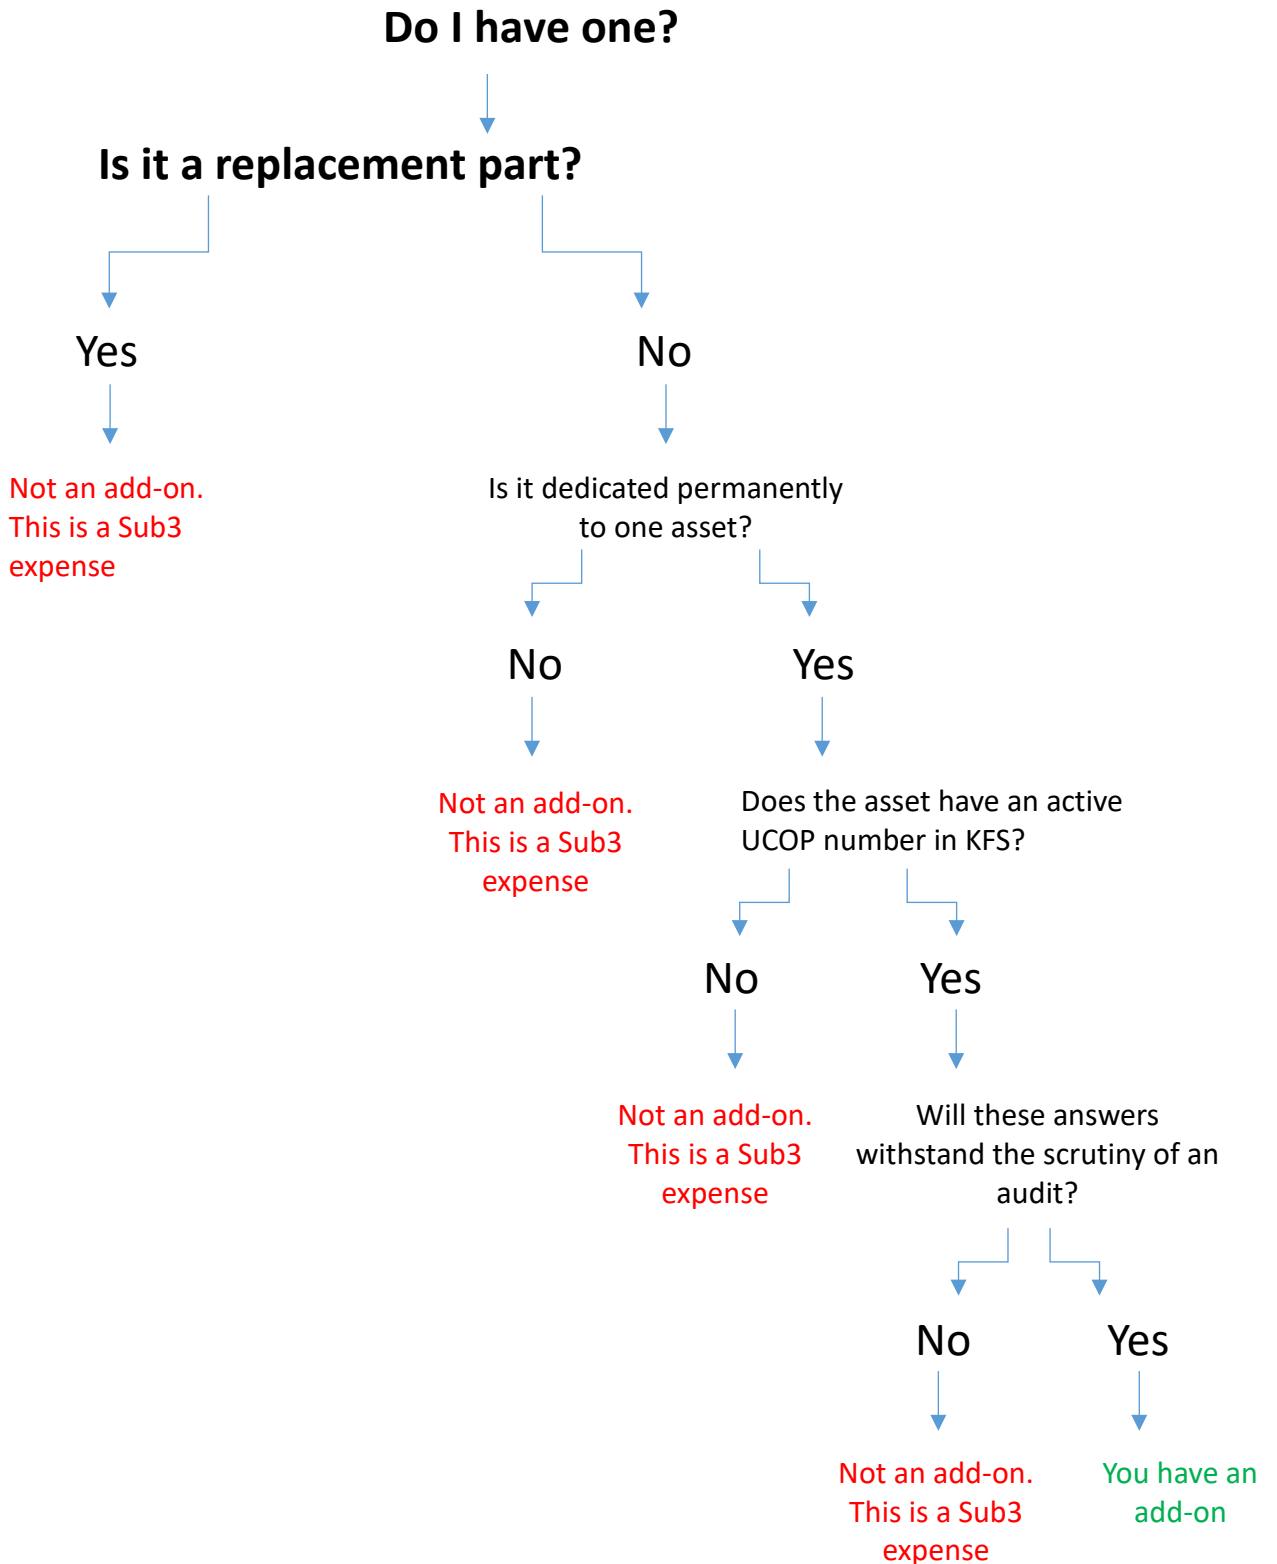 Do I have one?
Is it a replacement part?
Yes
No
Not an add-on.
This is a Sub3
expense
Is it dedicated permanently
to one asset?
No
Yes
Not an add-on.
This is a Sub3
expense
Does the asset have an active
UCOP number in KFS?
No
Yes
Not an add-on.
This is a Sub3
expense
Will these answers
withstand the scrutiny of an
audit?
No
Yes
Not an add-on.
This is a Sub3
expense
You have an
add-on